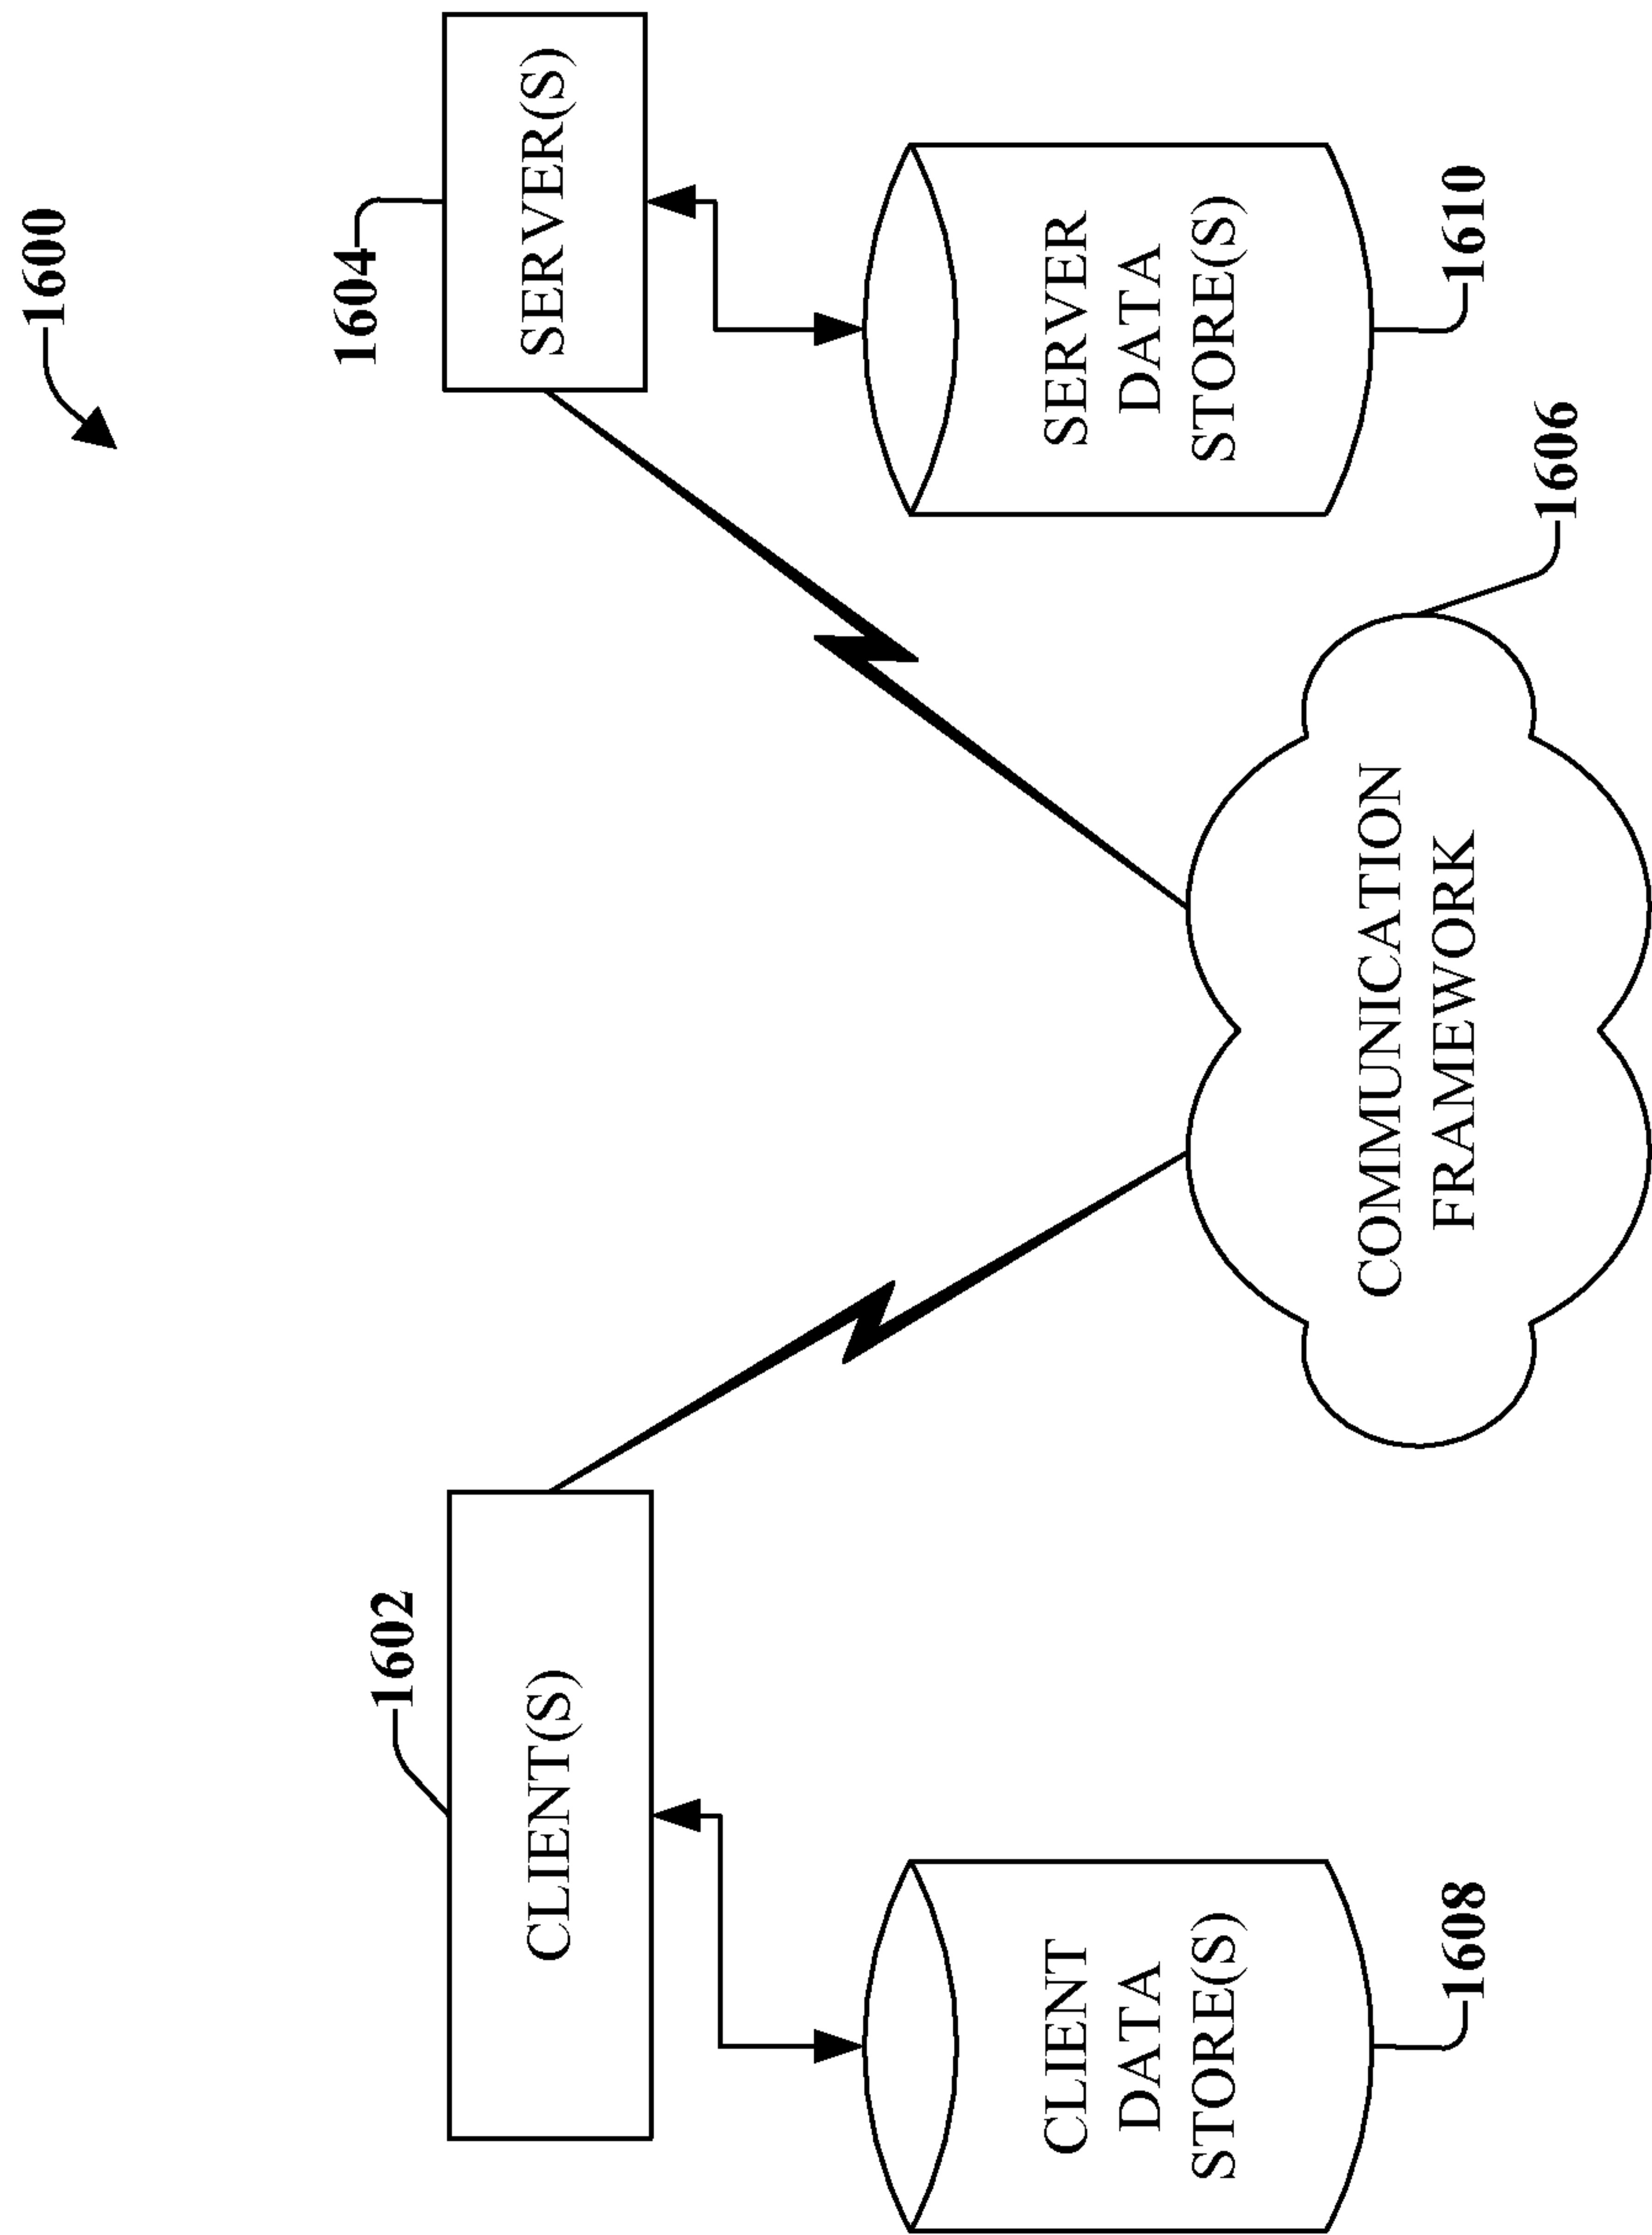 1600
1602
1604
CLIENT(S)
SERVER(S)
CLIENT
DATA
STORE(S)
SERVER
DATA
STORE(S)
COMMUNICATION
FRAMEWORK
1608
1610
1606